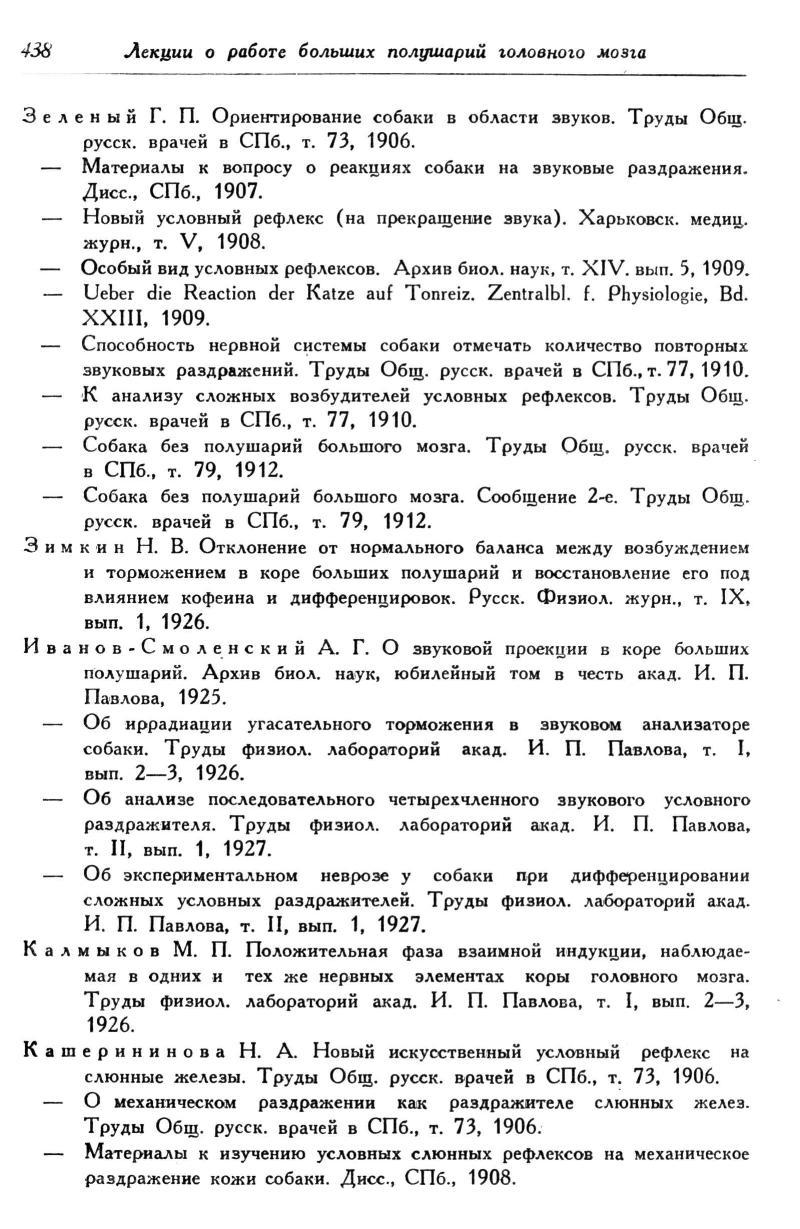 438 Лекции о работе больших полушарий головного мозга
Зеленый Г. П. Ориентирование собаки в области звуков. Труды Общ.
русск. врачей в СПб., т. 73, 1906.
— Материалы к вопросу о реакциях собаки на звуковые раздражения.
Дисс., СПб., 1907.
— Новый условный рефлекс (на прекращение звука). Харьковск. медиц.
журн., т. V, 1908.
— Особый вид условных рефлексов. Архив биол. наук, т. XIV. вып. 5, 1909.
— Ueber die Reaction der Katze auf Tonreiz. Zentralbl. f. Physiologie, Bd.
XXIII, 1909.
— Способность нервной системы собаки отмечать количество повторных
звуковых раздражений. Труды Общ. русск. врачей в СПб., т. 77, 1910.
— К анализу сложных возбудителей условных рефлексов. Труды Общ.
русск. врачей в СПб., т. 77, 1910.
— Собака без полушарий большого мозга. Труды Общ. русск. врачей
в СПб., т. 79, 1912.
— Собака без полушарий большого мозга. Сообщение 2-е. Труды Общ.
русск. врачей в СПб., т. 79, 1912.
Зимкин Н. В. Отклонение от нормального баланса между возбуждением
и торможением в коре больших полушарий и восстановление его под
влиянием кофеина и дифференцировок. Русск. Физиол. журн., т. IX,
вып. 1, 1926.
Иванов-Смоленский А. Г. О звуковой проекции в коре больших
полушарий. Архив биол. наук, юбилейный том в честь акад. И. П.
Павлова, 1925.
— Об иррадиации угасательного торможения в звуковом анализаторе
собаки. Труды физиол. лабораторий акад. И. П. Павлова, т. I,
вып. 2—3, 1926.
— Об анализе последовательного четырехчленного звукового условного
раздражителя. Труды физиол. лабораторий акад. И. П. Павлова,
т. II, вып. 1, 1927.
— Об экспериментальном неврозе у собаки при дифференцировании
сложных условных раздражителей. Труды физиол. лабораторий акад.
И. П. Павлова, т. II, вып. 1, 1927.
Калмыков М. П. Положительная фаза взаимной индукции, наблюдае-
мая в одних и тех же нервных элементах коры головного мозга.
Труды физиол. лабораторий акад. И. П. Павлова, т. I, вып. 2—3,
1926.
Кашерининова Н. А. Новый искусственный условный рефлекс на
слюнные железы. Труды Общ. русск. врачей в СПб., т. 73, 1906.
— О механическом раздражении как раздражителе слюнных желез.
Труды Общ. русск. врачей в СПб., т. 73, 1906.
— Материалы к изучению условных слюнных рефлексов на механическое
раздражение кожи собаки. Дисс., СПб., 1908.